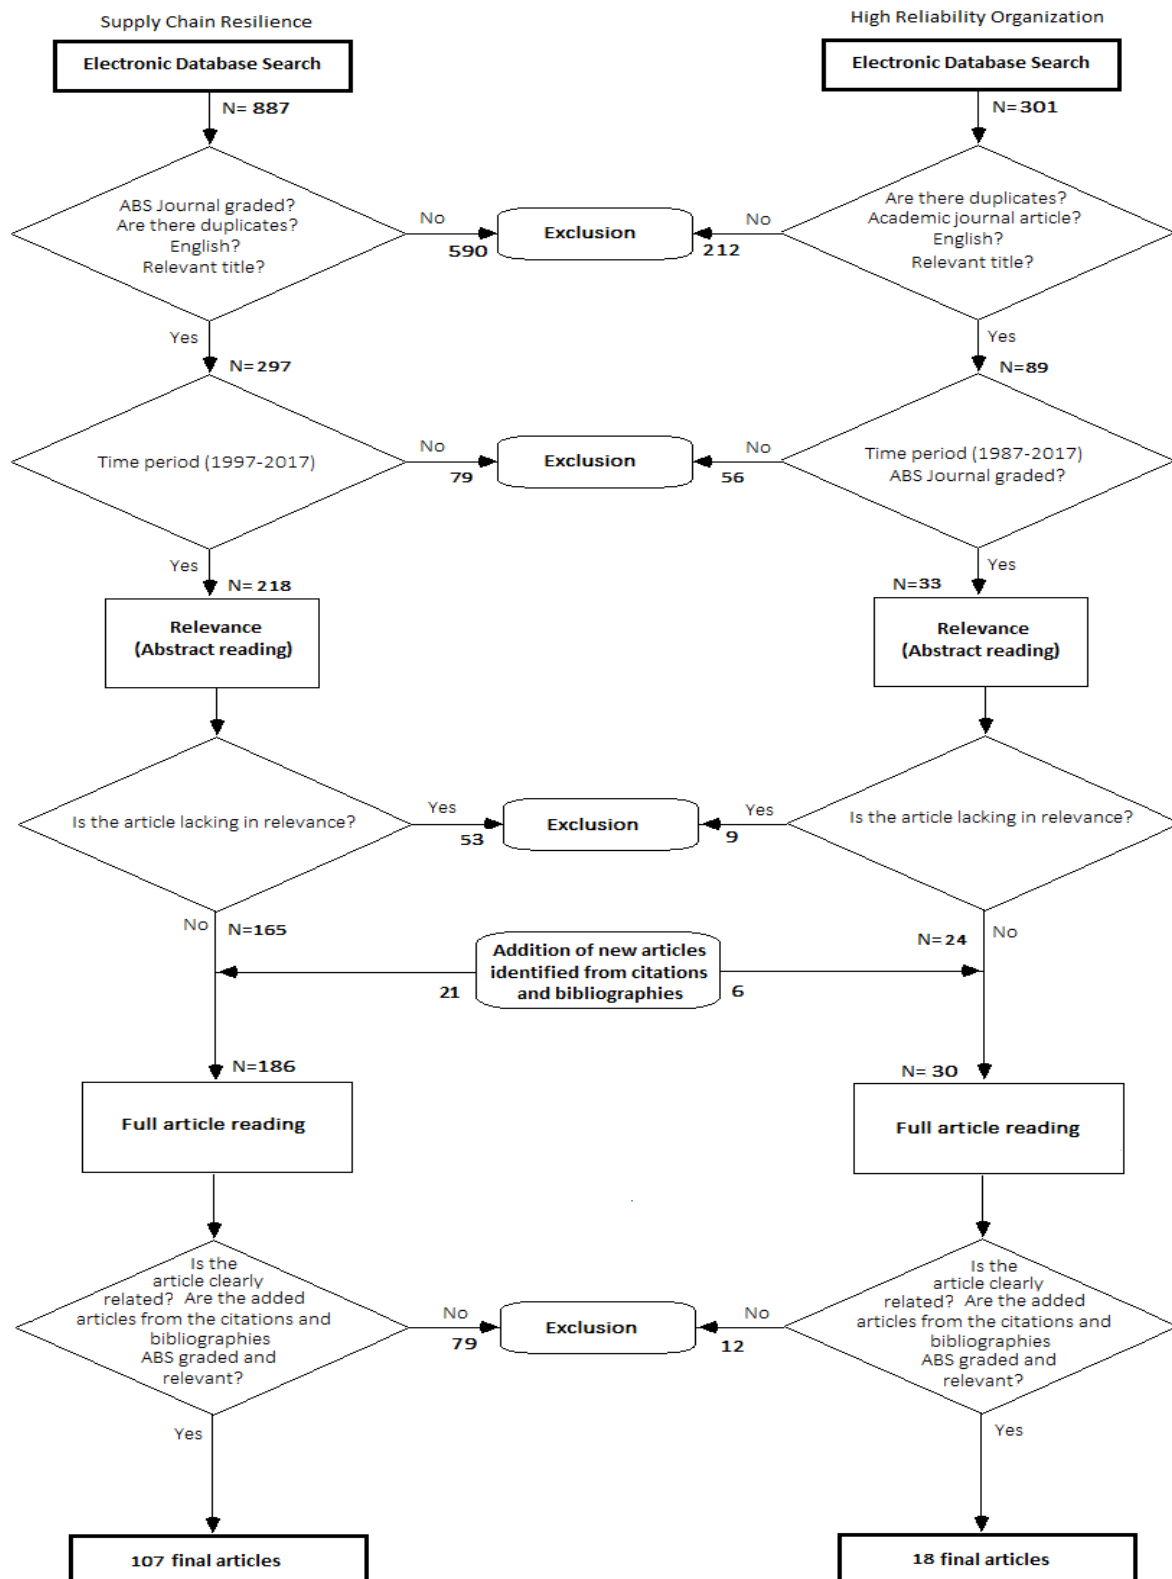 Supply Chain Resilience
High Reliability Organization
Electronic Database Search
Electronic Database Search
N= 887
N=301
ABS Journal graded?
Are there duplicates?
English?
Relevant title?
No
590
Exclusion
No
212
Are there duplicates?
Academic journal article?
English?
Relevant title?
Yes
N=297
Yes
N=89
Time period (1997-2017)
No
79
Exclusion
No
56
Time period (1987-2017)
ABS Journal graded?
Yes
N= 218
Yes
N=33
Relevance
(Abstract reading)
Relevance
(Abstract reading)
Is the article lacking in relevance?
Yes
53
Exclusion
Yes
9
Is the article lacking in relevance?
No
N=165
N=24
No
Addition of new articles
identified from citations
and bibliographies
21
6
N=186
N= 30
Full article reading
Full article reading
Is the
article clearly
related?  Are the added
articles from the citations and
bibliographies
ABS graded and
relevant?
No
79
Exclusion
No
12
Is the
article clearly
related?  Are the added
articles from the citations and
bibliographies
ABS graded and
relevant?
Yes
Yes
107 final articles
18 final articles